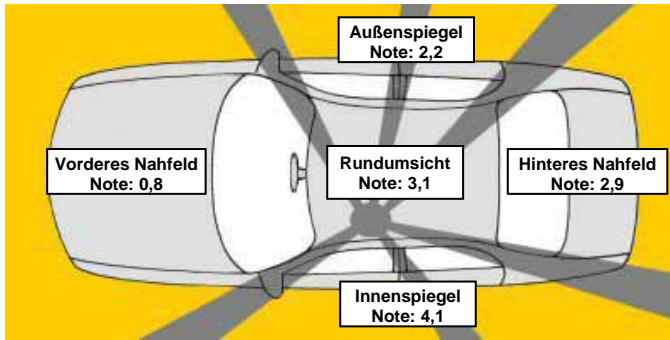 Außenspiegel
Note: 2,2
Vorderes Nahfeld
Note: 0,8
Rundumsicht
Note: 3,1
Hinteres Nahfeld
Note: 2,9
Innenspiegel
Note: 4,1